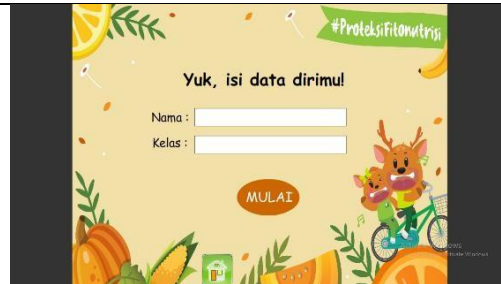 #ProteksiFitonutrisi
Yuk, isi data dirimu!
Nama :
Kelas :
MULAI